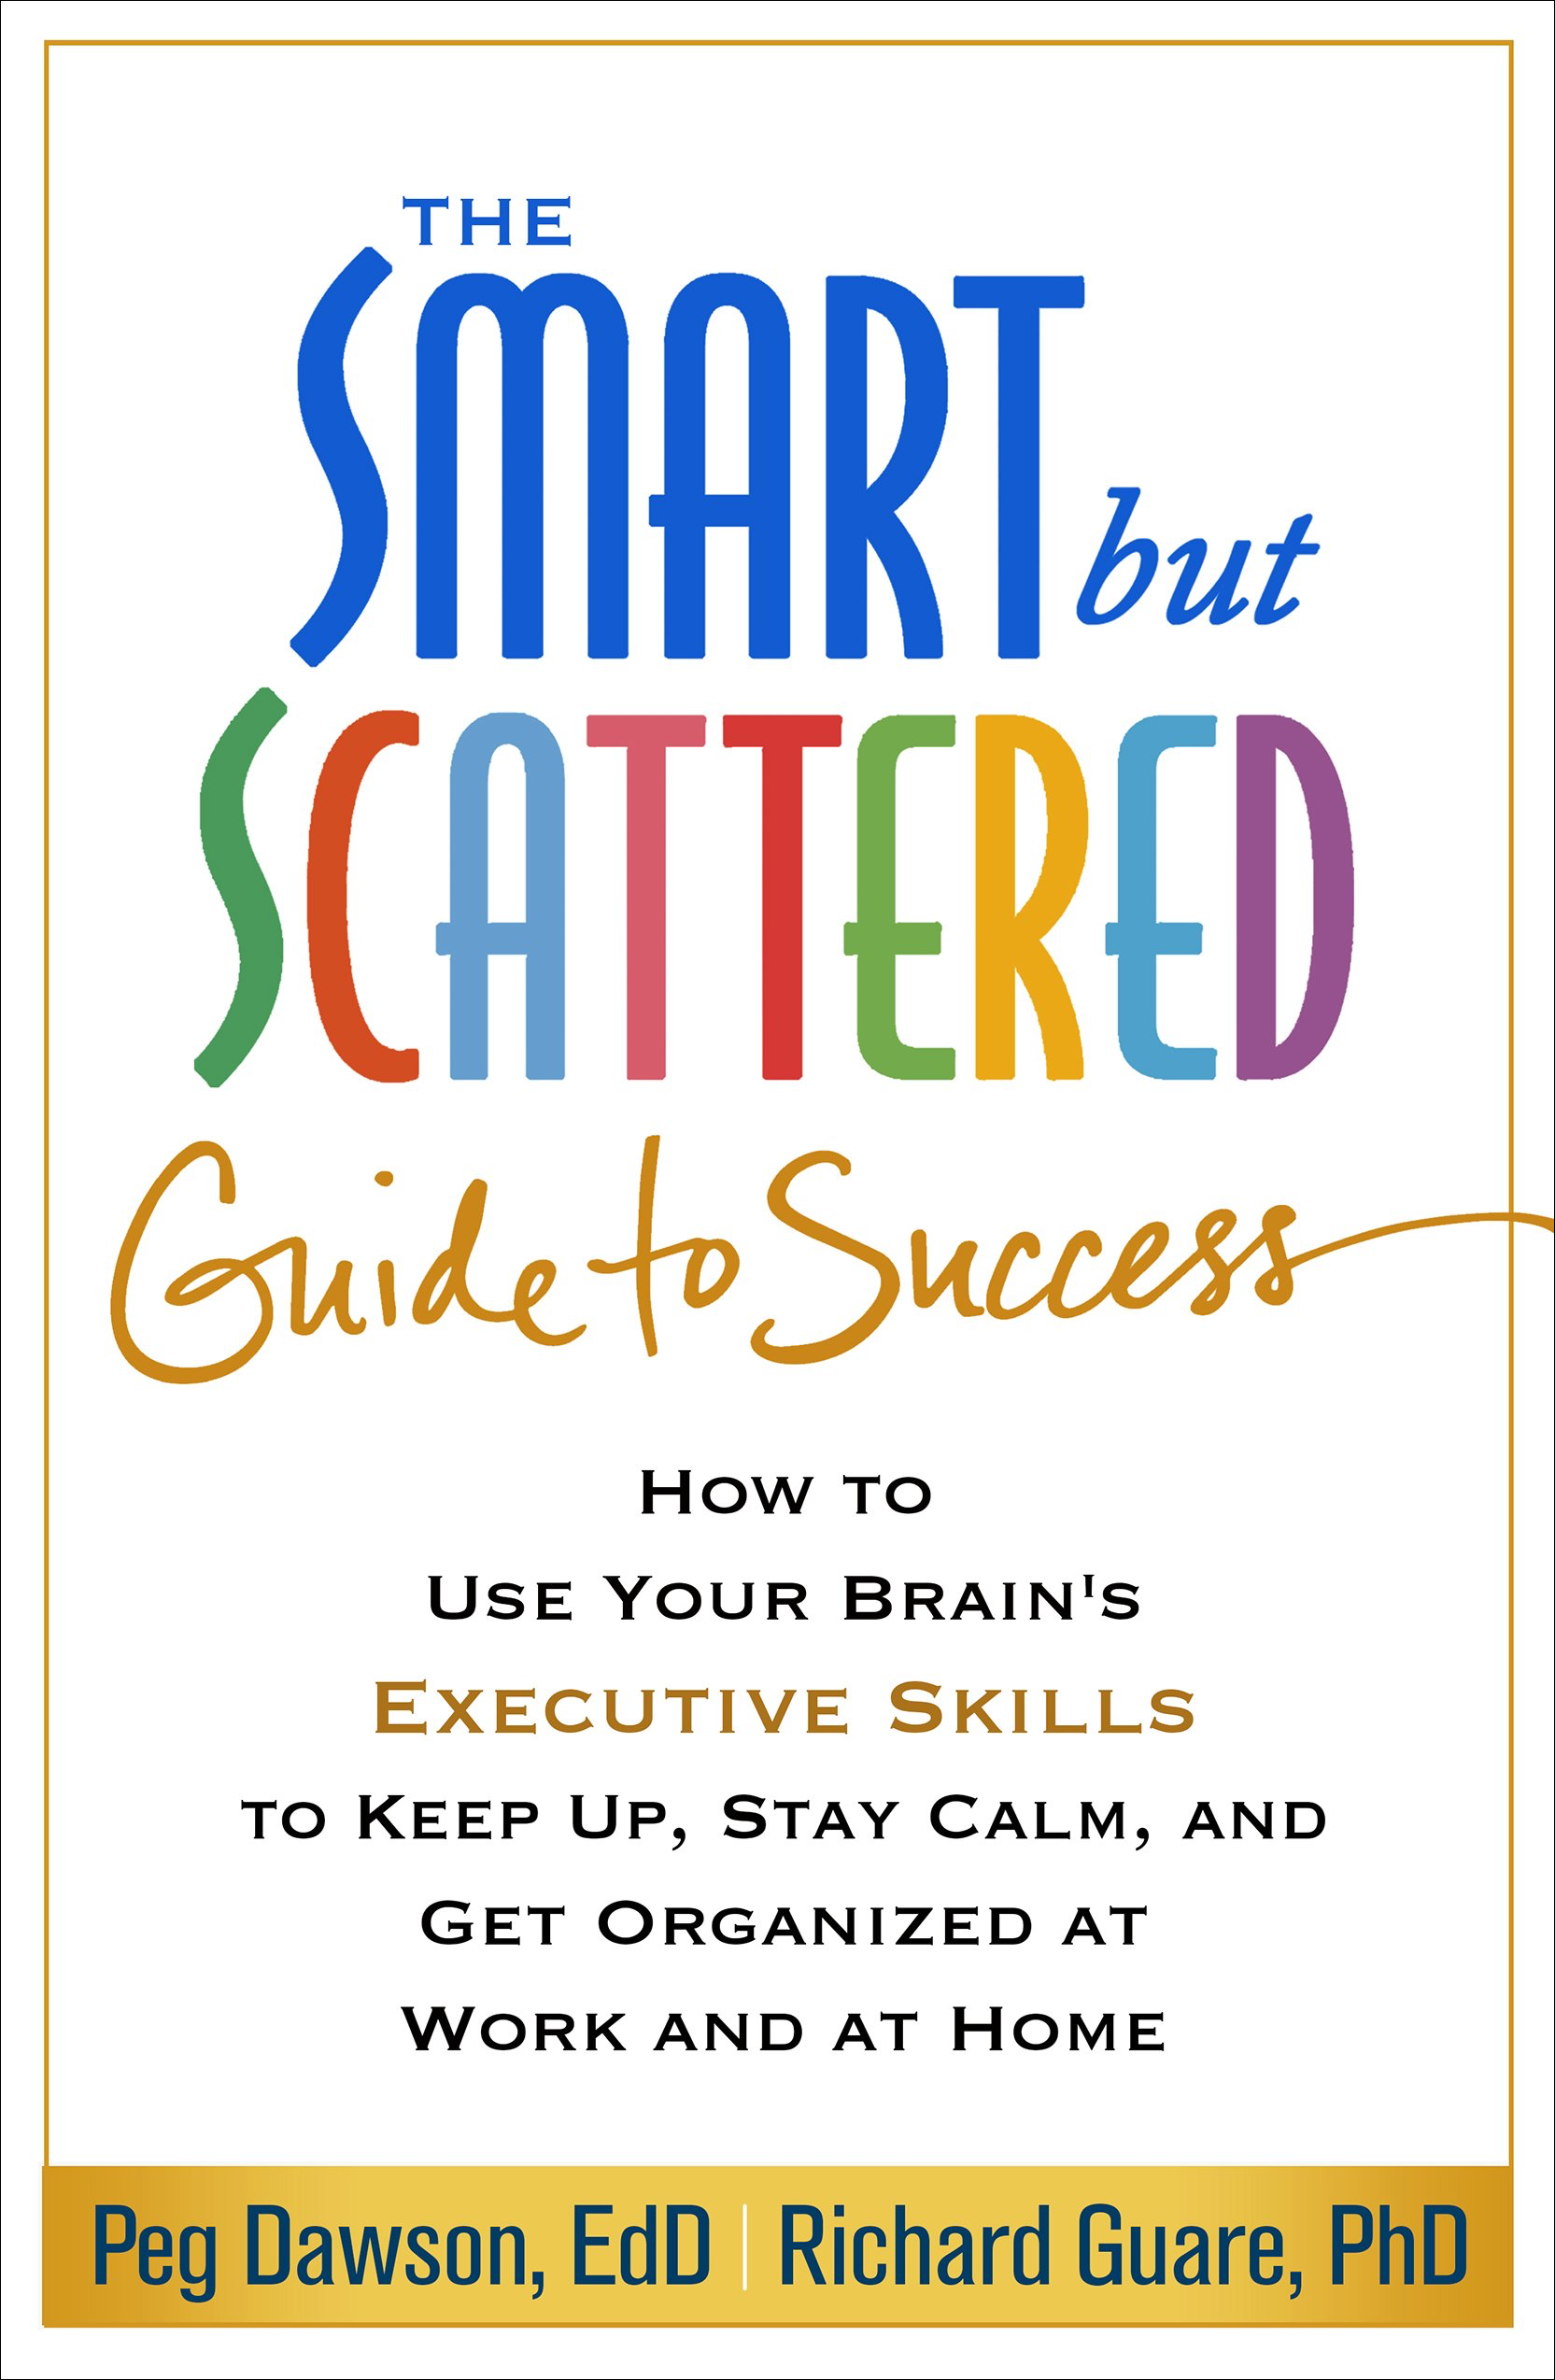 THE
SMART but
SCATTERED
Guide to Success
HOW TO
USE YOUR BRAIN'S
EXECUTIVE SKILLS
TO KEEP UP, STAY CALM, AND
GET ORGANIZED AT
WORK AND AT HOME
Peg Dawson, EdD | Richard Guare, PhD